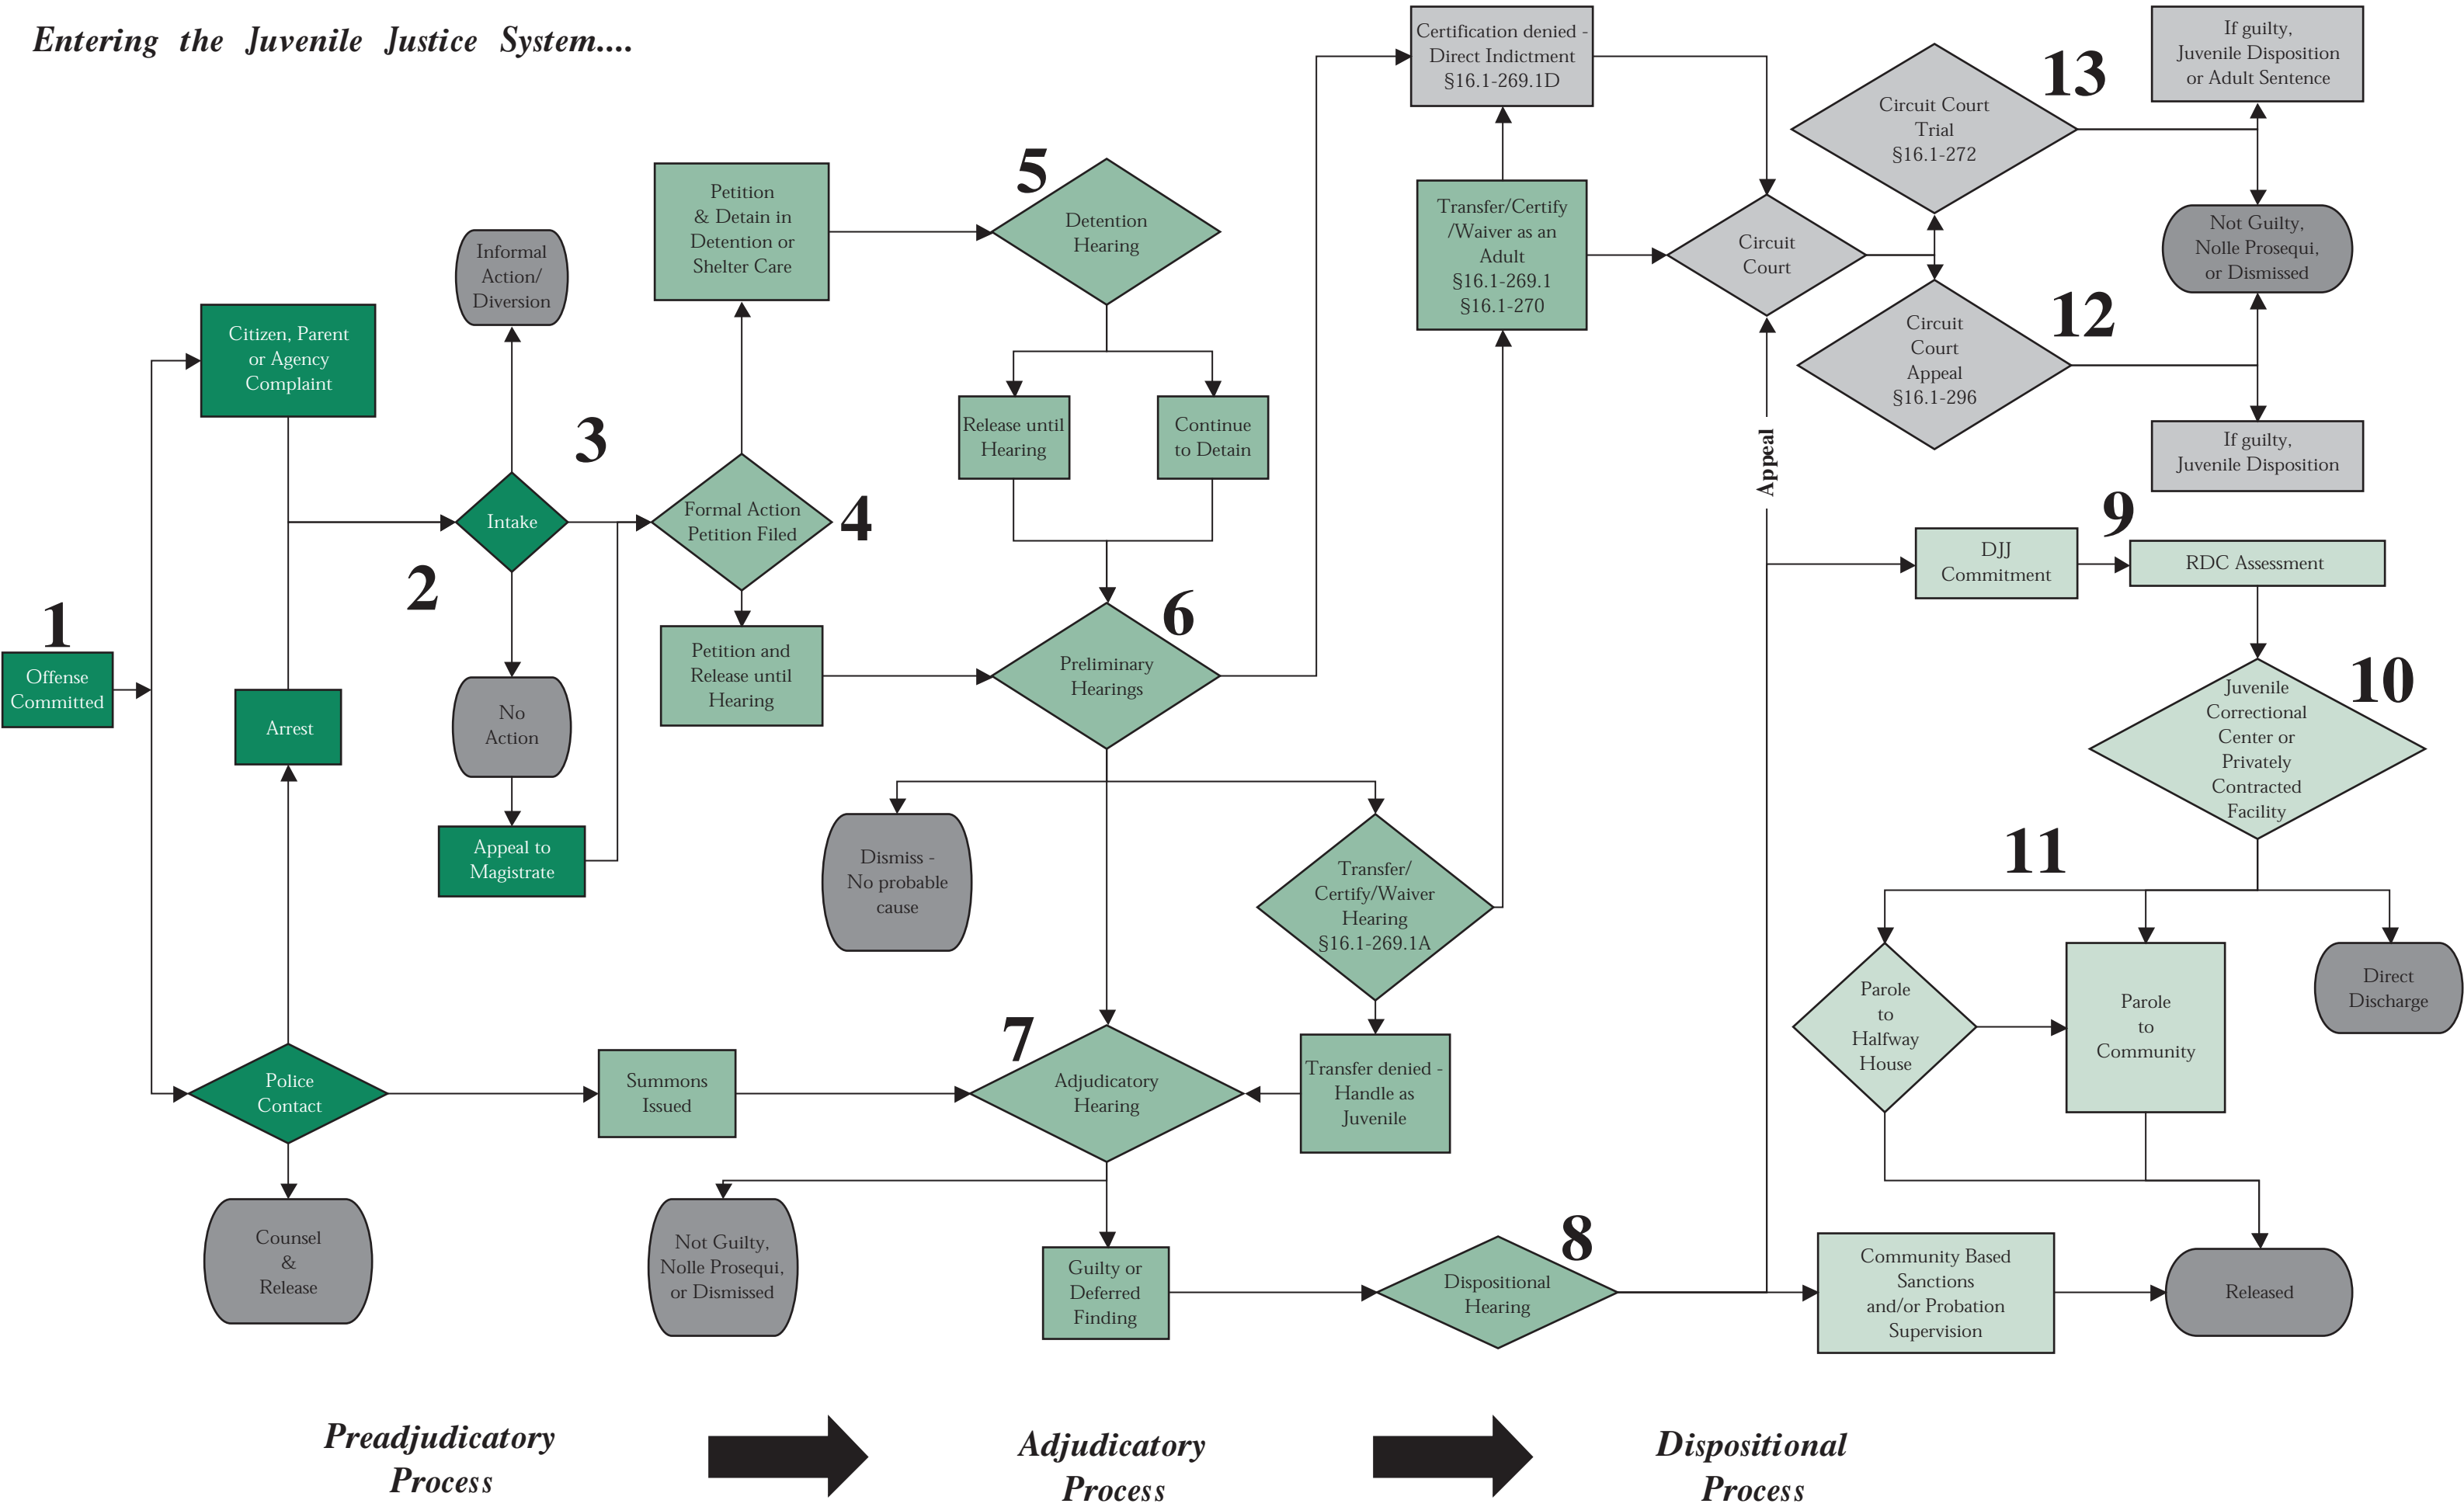 Entering the Juvenile Justice System....
1
Offense
Committed
Citizen, Parent
or Agency
Complaint
Arrest
Police
Contact
Counsel
&
Release
2
Informal
Action/
Diversion
Intake
No
Action
Appeal to
Magistrate
3
Petition
& Detain in
Detention or
Shelter Care
Formal Action
Petition Filed
4
Petition and
Release until
Hearing
Summons
Issued
Not Guilty,
Nolle Prosequi,
or Dismissed
5
Detention
Hearing
Release until
Hearing
Continue
to Detain
6
Preliminary
Hearings
Dismiss -
No probable
cause
Transfer/
Certify/Waiver
Hearing
§16.1-269.1A
Transfer denied -
Handle as
Juvenile
7
Adjudicatory
Hearing
Guilty or
Deferred
Finding
8
Dispositional
Hearing
Certification denied -
Direct Indictment
§16.1-269.1D
Transfer/Certify
/Waiver as an
Adult
§16.1-269.1
§16.1-270
Circuit
Court
Appeal
13
Circuit Court
Trial
§16.1-272
If guilty,
Juvenile Disposition
or Adult Sentence
Not Guilty,
Nolle Prosequi,
or Dismissed
12
Circuit
Court
Appeal
§16.1-296
If guilty,
Juvenile Disposition
9
DJJ
Commitment
RDC Assessment
10
Juvenile
Correctional
Center or
Privately
Contracted
Facility
11
Parole
to
Halfway
House
Parole
to
Community
Direct
Discharge
Community Based
Sanctions
and/or Probation
Supervision
Released
Preadjudicatory
Process
Adjudicatory
Process
Dispositional
Process